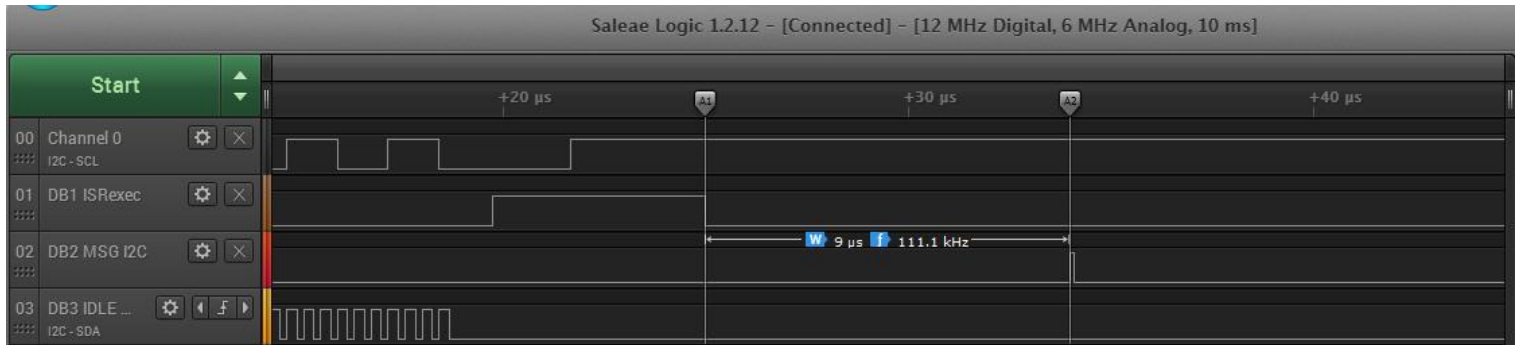 Saleae Logic 1.2.12 - [Connected] - [12 MHz Digital, 6 MHz Analog, 10 ms]
Start
+20 µs
A1
+30 µs
A2
+40 µs
00 Channel 0
I2C - SCL
01 DB1 ISRexec
W 9 µs f 111.1 kHz
02 DB2 MSG I2C
03 DB3 IDLE ...
I2C - SDA